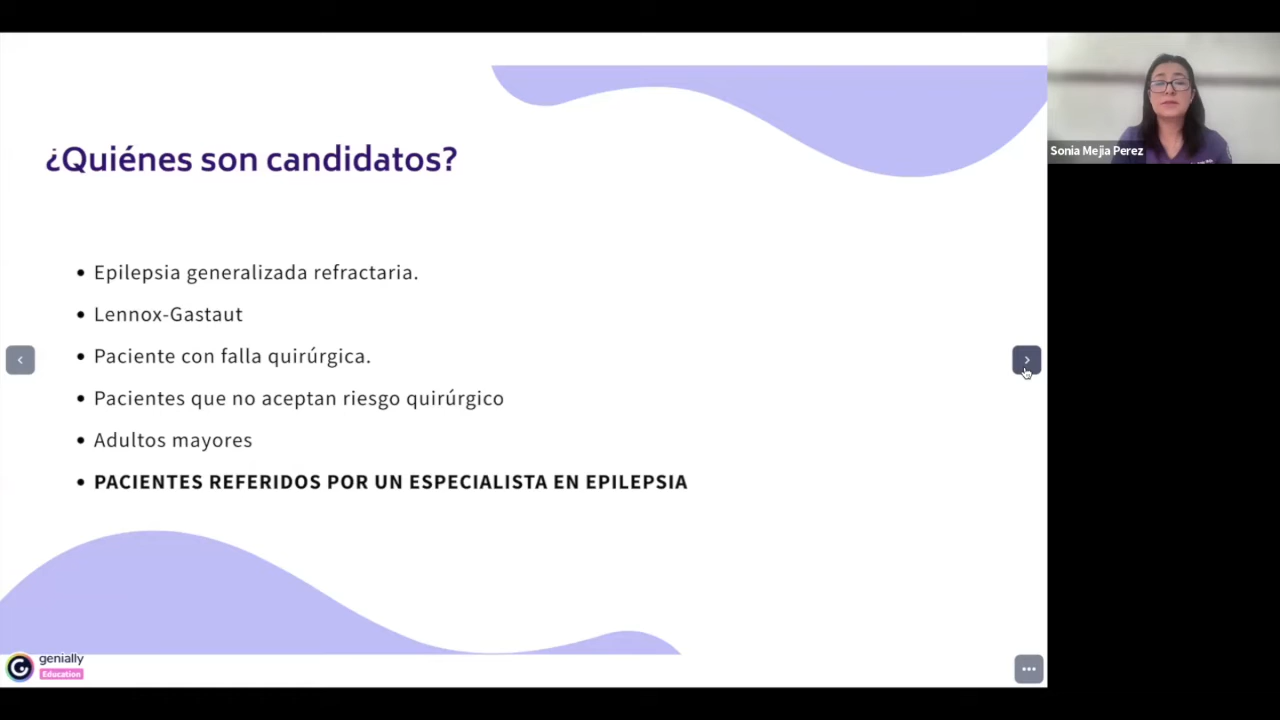 ¿Quiénes son candidatos?
Epilepsia generalizada refractaria.
Lennox-Gastaut
Paciente con falla quirúrgica.
Pacientes que no aceptan riesgo quirúrgico
Adultos mayores
PACIENTES REFERIDOS POR UN ESPECIALISTA EN EPILEPSIA
Sonia Mejia Perez
genially
Education